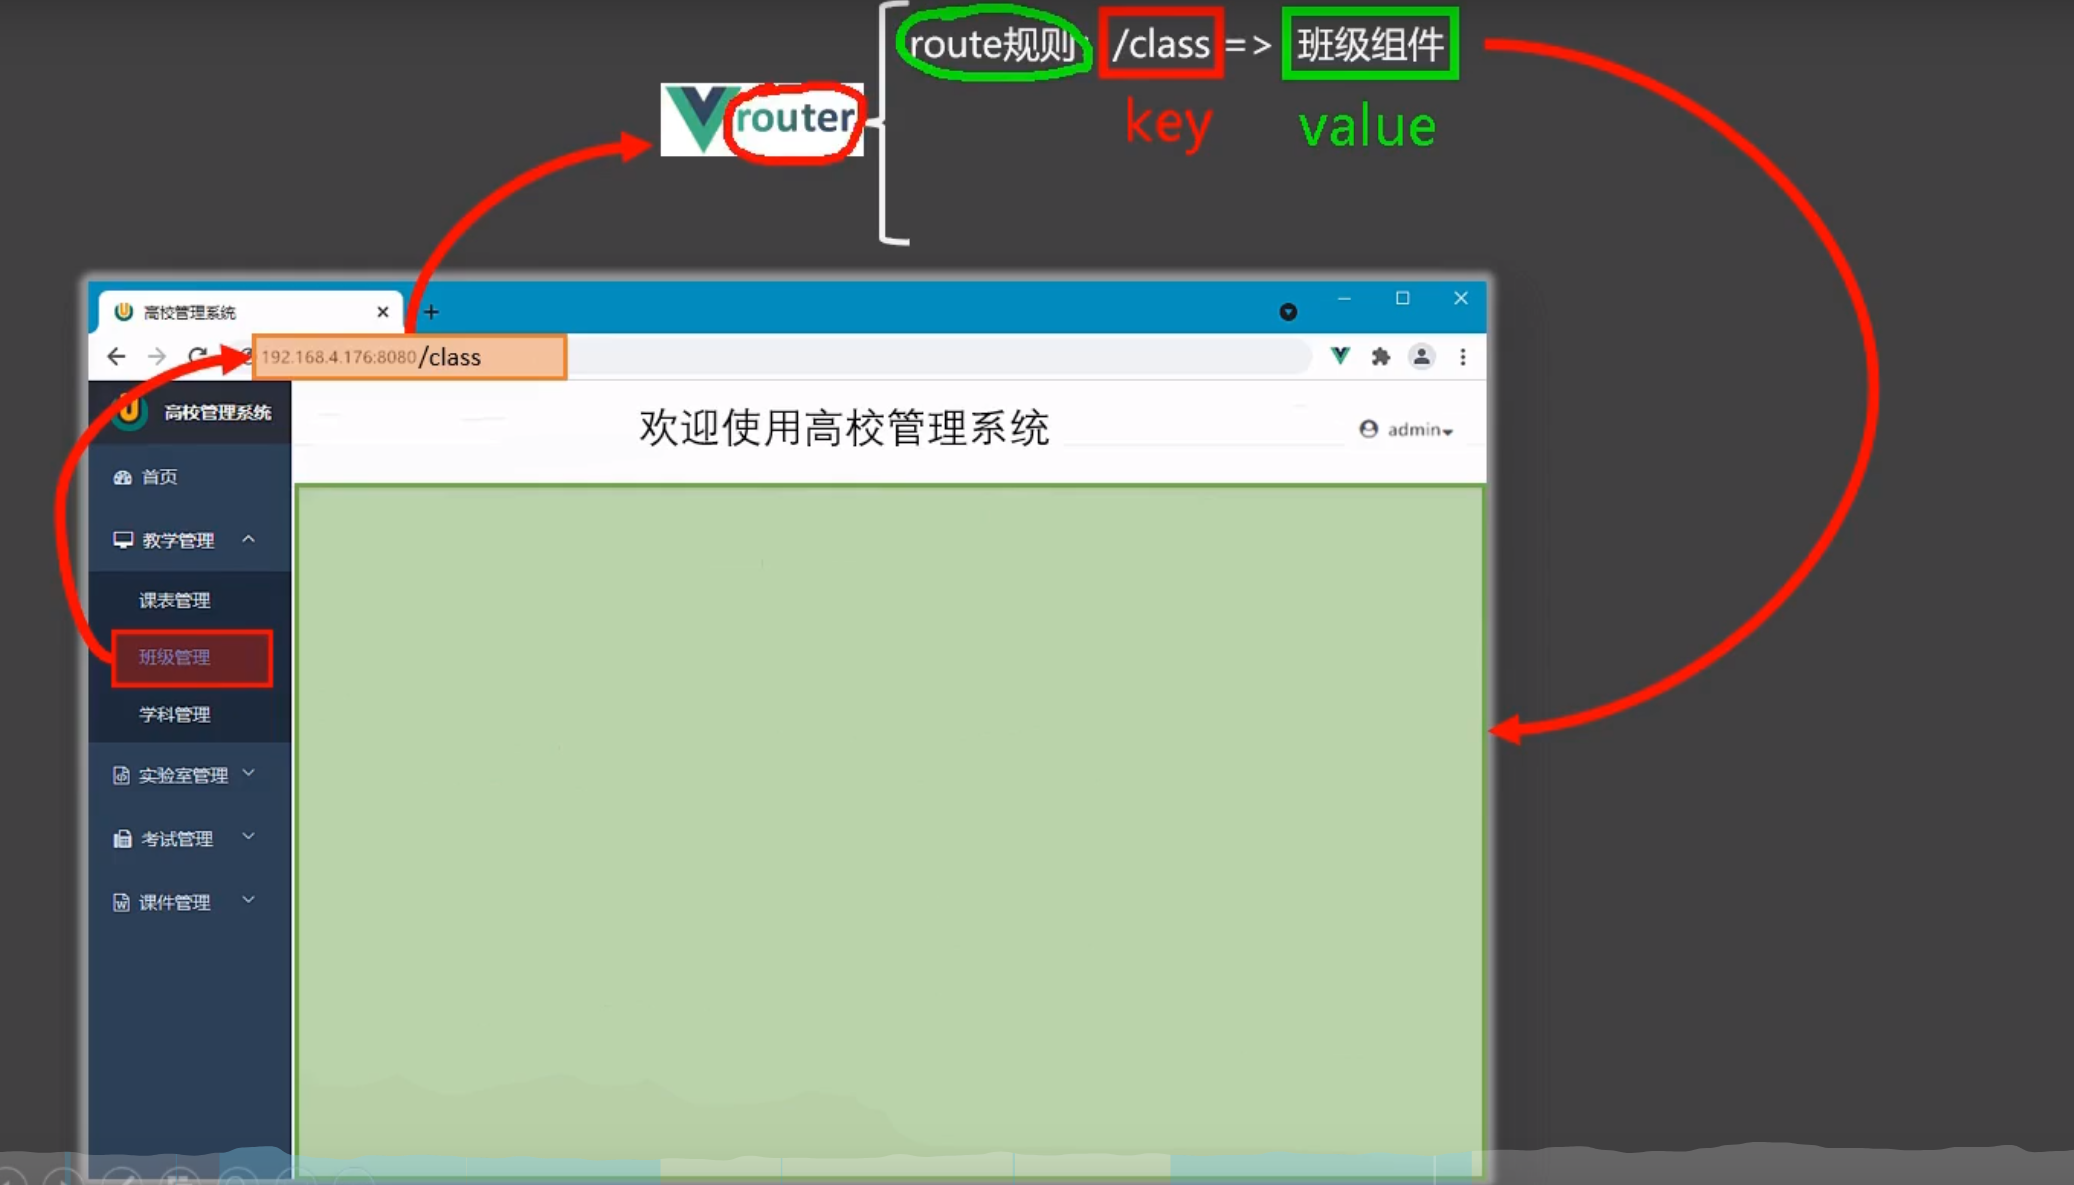 route规则: /class => 班级组件
router
key value
高校管理系统
192.168.4.176:8080/class
高校管理系统
欢迎使用高校管理系统
admin
首页
教学管理
课表管理
班级管理
学科管理
实验室管理
考试管理
课件管理